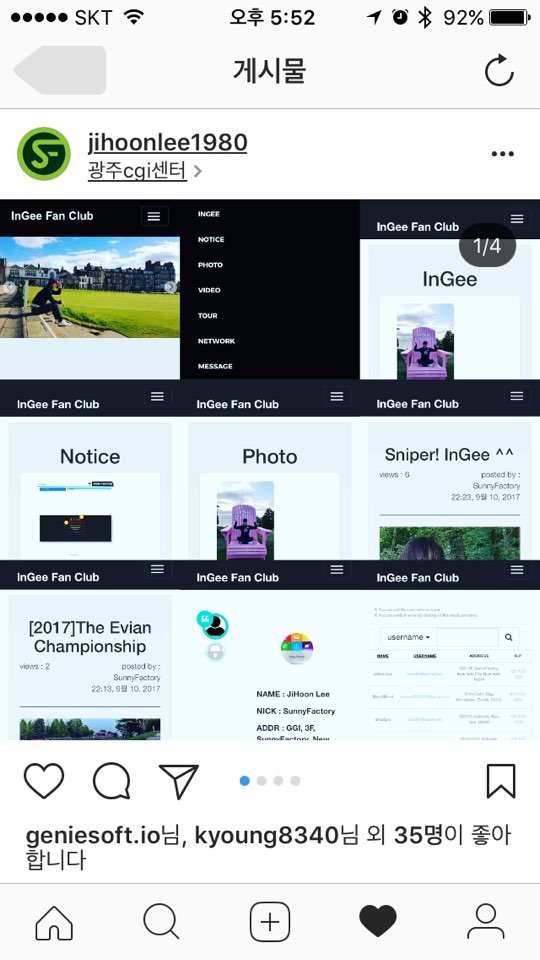 SKT 오후 5:52 92%
게시물
jihoonlee1980
광주cgi센터
1/4
InGee Fan Club
INGEE
NOTICE
PHOTO
VIDEO
TOUR
NETWORK
MESSAGE
InGee Fan Club
InGee
InGee Fan Club
Notice
InGee Fan Club
Photo
InGee Fan Club
Sniper! InGee ^^
views : 6 posted by :
SunnyFactory
22:23, 9월 10, 2017
InGee Fan Club
[2017]The Evian
Championship
views : 2 posted by :
SunnyFactory
22:13, 9월 10, 2017
InGee Fan Club
NAME : JiHoon Lee
NICK : SunnyFactory
ADDR : GGI, 3F,
SunnyFactory, New
InGee Fan Club
username
NAME USERNAME ADDRESS H.P
geniesoft.io님, kyoung8340님 외 35명이 좋아
합니다